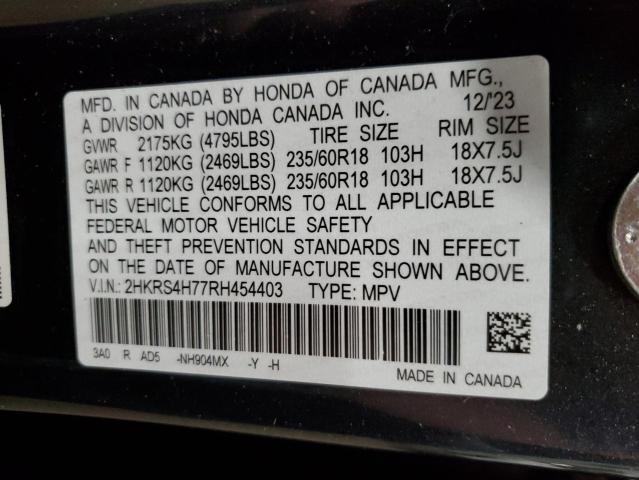 MFD. IN CANADA BY HONDA OF CANADA MFG.,
A DIVISION OF HONDA CANADA INC. 12/'23
GVWR 2175KG (4795LBS) TIRE SIZE RIM SIZE
GAWR F 1120KG (2469LBS) 235/60R18 103H 18X7.5J
GAWR R 1120KG (2469LBS) 235/60R18 103H 18X7.5J
THIS VEHICLE CONFORMS TO ALL APPLICABLE
FEDERAL MOTOR VEHICLE SAFETY
AND THEFT PREVENTION STANDARDS IN EFFECT
ON THE DATE OF MANUFACTURE SHOWN ABOVE.
V.I.N.: 2HKRS4H77RH454403 TYPE: MPV
3A0 R AD5 -NH904MX -Y -H
MADE IN CANADA